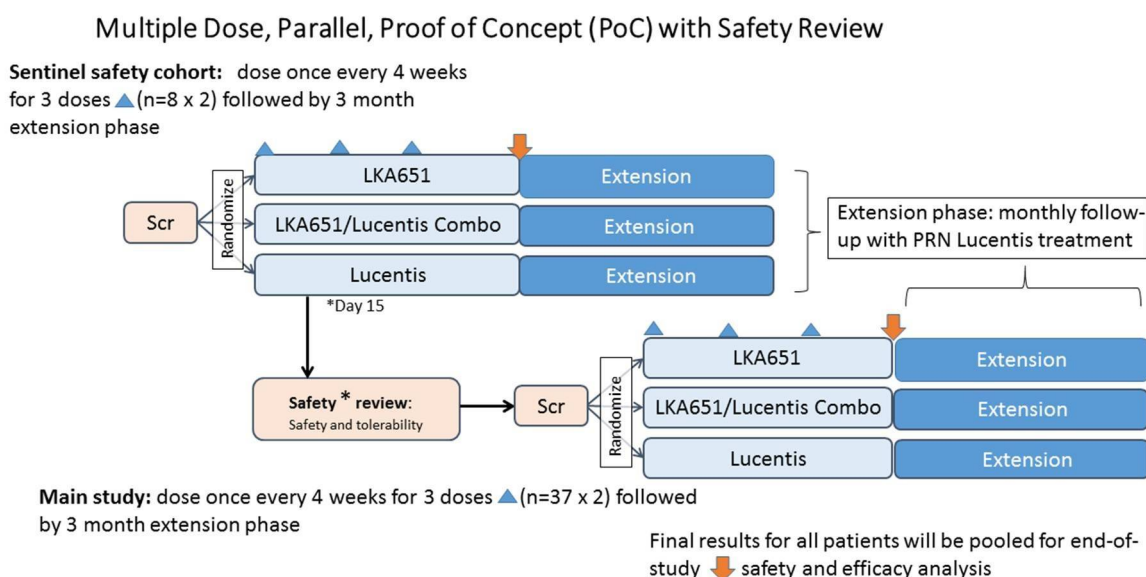 Multiple Dose, Parallel, Proof of Concept (PoC) with Safety Review
Sentinel safety cohort: dose once every 4 weeks
for 3 doses (n=8 x 2) followed by 3 month
extension phase
Scr
Randomize
LKA651
Extension
LKA651/Lucentis Combo
Extension
Lucentis
Extension
*Day 15
Extension phase: monthly follow-
up with PRN Lucentis treatment
Safety * review:
Safety and tolerability
Scr
Randomize
LKA651
Extension
LKA651/Lucentis Combo
Extension
Lucentis
Extension
Main study: dose once every 4 weeks for 3 doses (n=37 x 2) followed
by 3 month extension phase
Final results for all patients will be pooled for end-of-
study safety and efficacy analysis